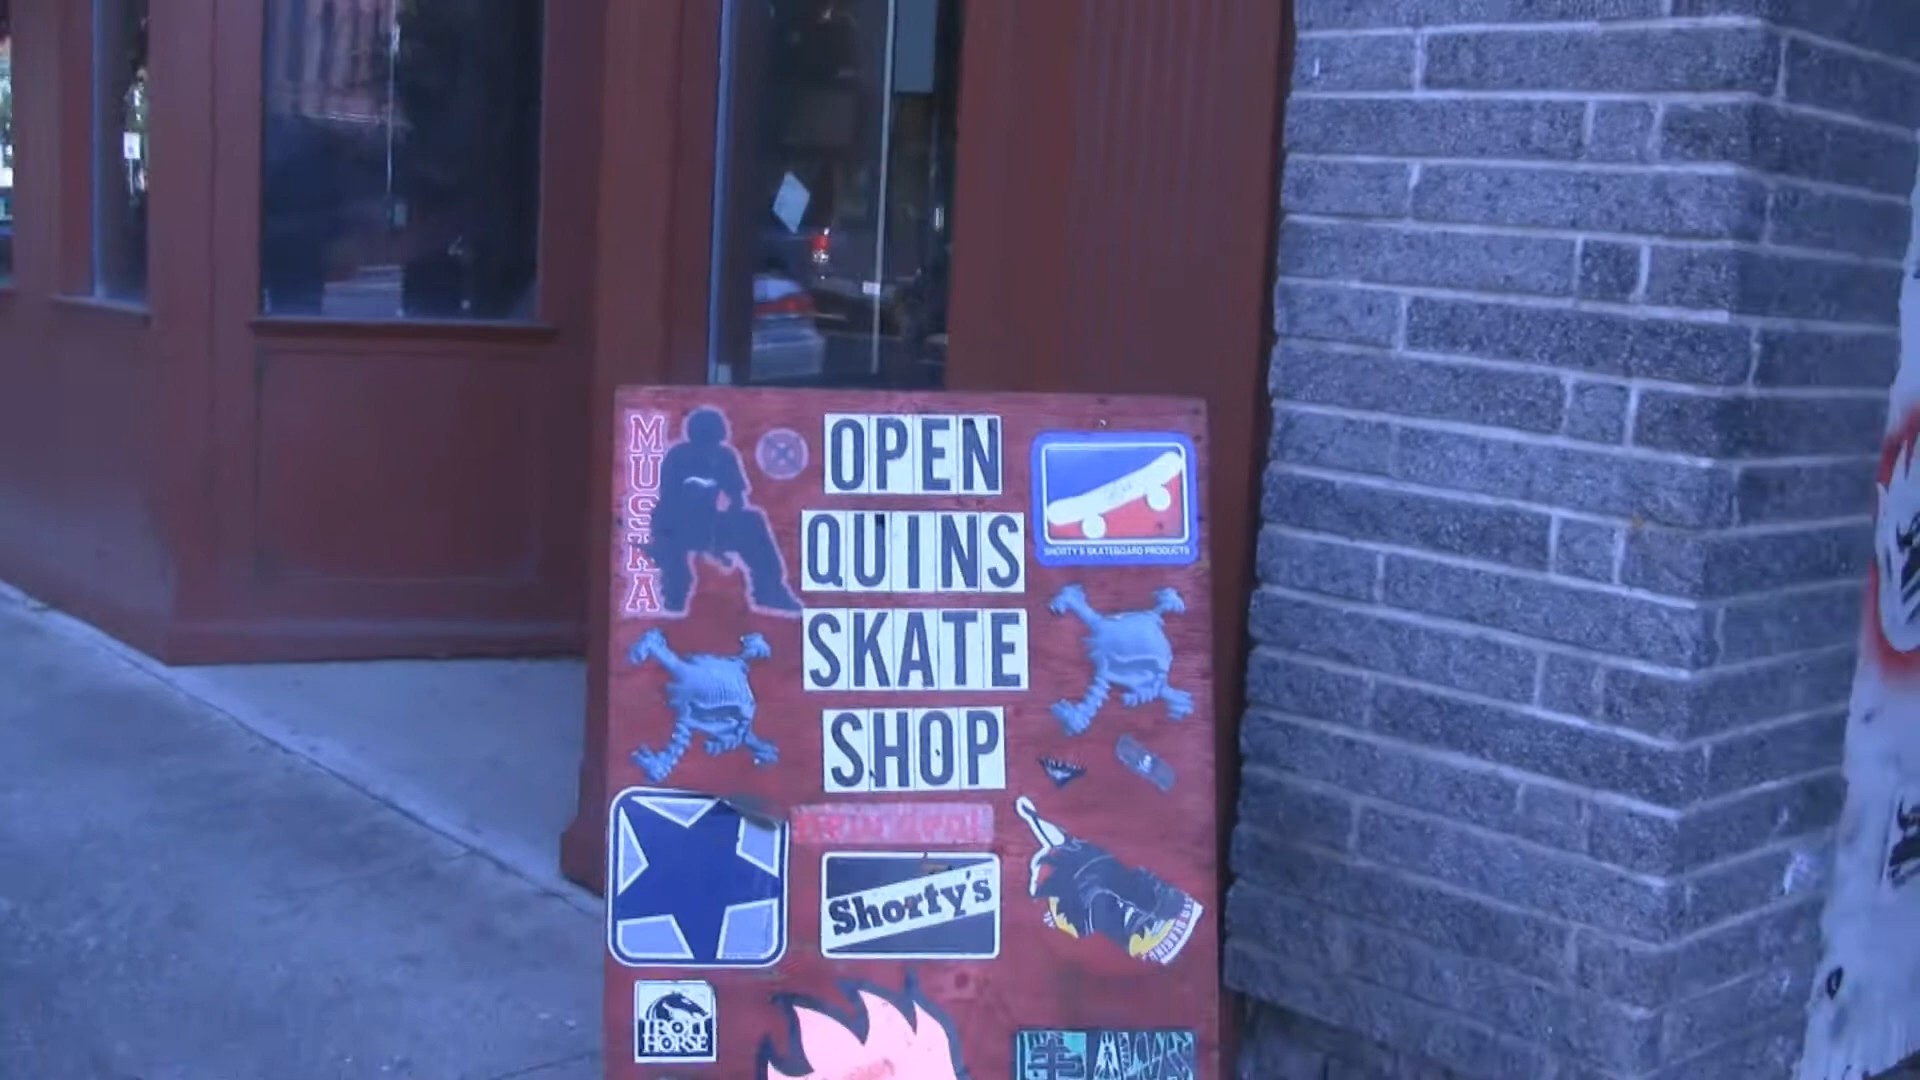 MUSKA
OPEN
QUINS
SKATE
SHOP
SHORTY'S SKATEBOARD PRODUCTS
Shorty's
IRON
HORSE